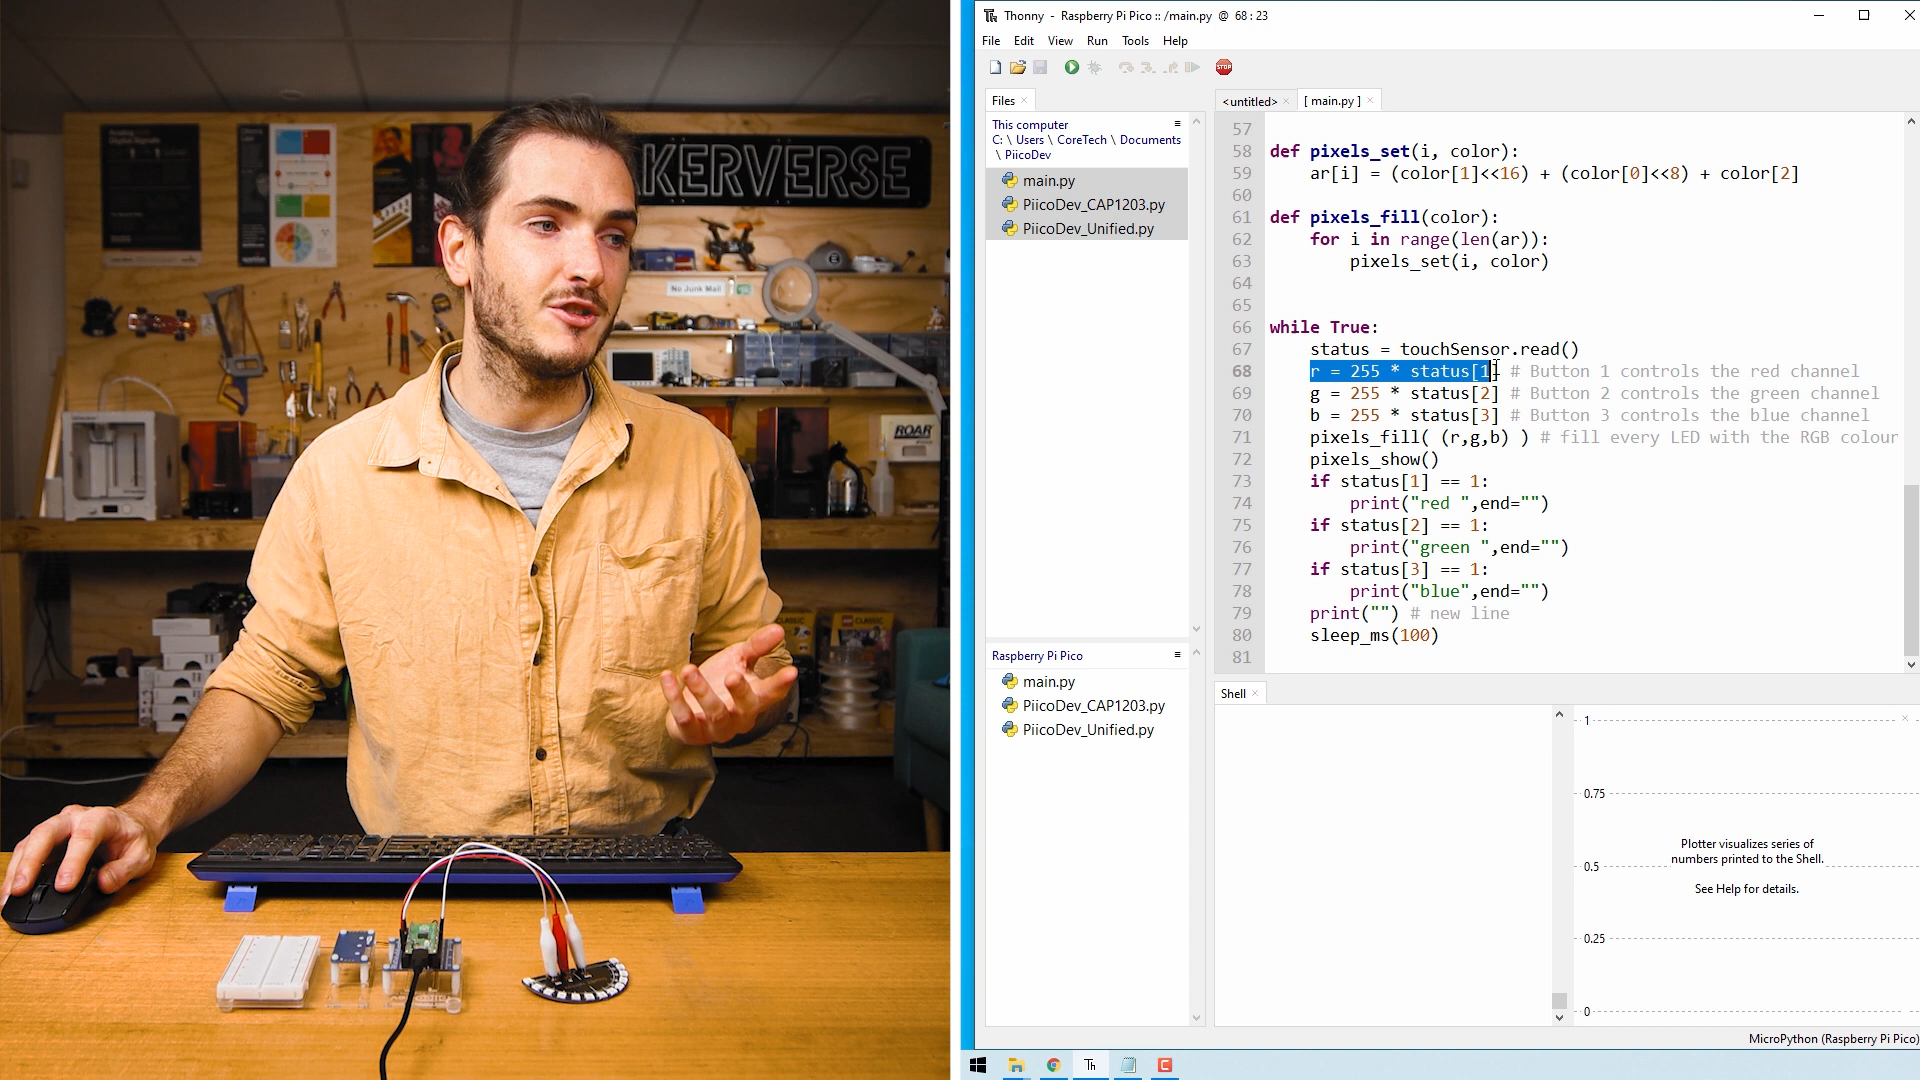 KERVERSE
No Junk Mail
ROAR
CLASSIC
CLASSIC
Thonny - Raspberry Pi Pico :: /main.py @ 68 : 23
File Edit View Run Tools Help
STOP
Files
<untitled> [ main.py ]
This computer
C: \ Users \ CoreTech \ Documents
\ PiicoDev
main.py
PiicoDev_CAP1203.py
PiicoDev_Unified.py
Raspberry Pi Pico
main.py
PiicoDev_CAP1203.py
PiicoDev_Unified.py
57
58 def pixels_set(i, color):
59 ar[i] = (color[1]<<16) + (color[0]<<8) + color[2]
60
61 def pixels_fill(color):
62 for i in range(len(ar)):
63 pixels_set(i, color)
64
65
66 while True:
67 status = touchSensor.read()
68 r = 255 * status[1] # Button 1 controls the red channel
69 g = 255 * status[2] # Button 2 controls the green channel
70 b = 255 * status[3] # Button 3 controls the blue channel
71 pixels_fill( (r,g,b) ) # fill every LED with the RGB colour
72 pixels_show()
73 if status[1] == 1:
74 print("red ",end="")
75 if status[2] == 1:
76 print("green ",end="")
77 if status[3] == 1:
78 print("blue",end="")
79 print("") # new line
80 sleep_ms(100)
81
Shell
1
0.75
0.5
0.25
0
Plotter visualizes series of
numbers printed to the Shell.
See Help for details.
MicroPython (Raspberry Pi Pico)
Th